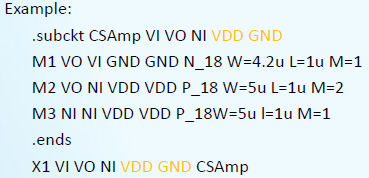 Example:
.subckt CSAmp VI VO NI VDD GND
M1 VO VI GND GND N_18 W=4.2u L=1u M=1
M2 VO NI VDD VDD P_18 W=5u L=1u M=2
M3 NI NI VDD VDD P_18W=5u l=1u M=1
.ends
X1 VI VO NI VDD GND CSAmp